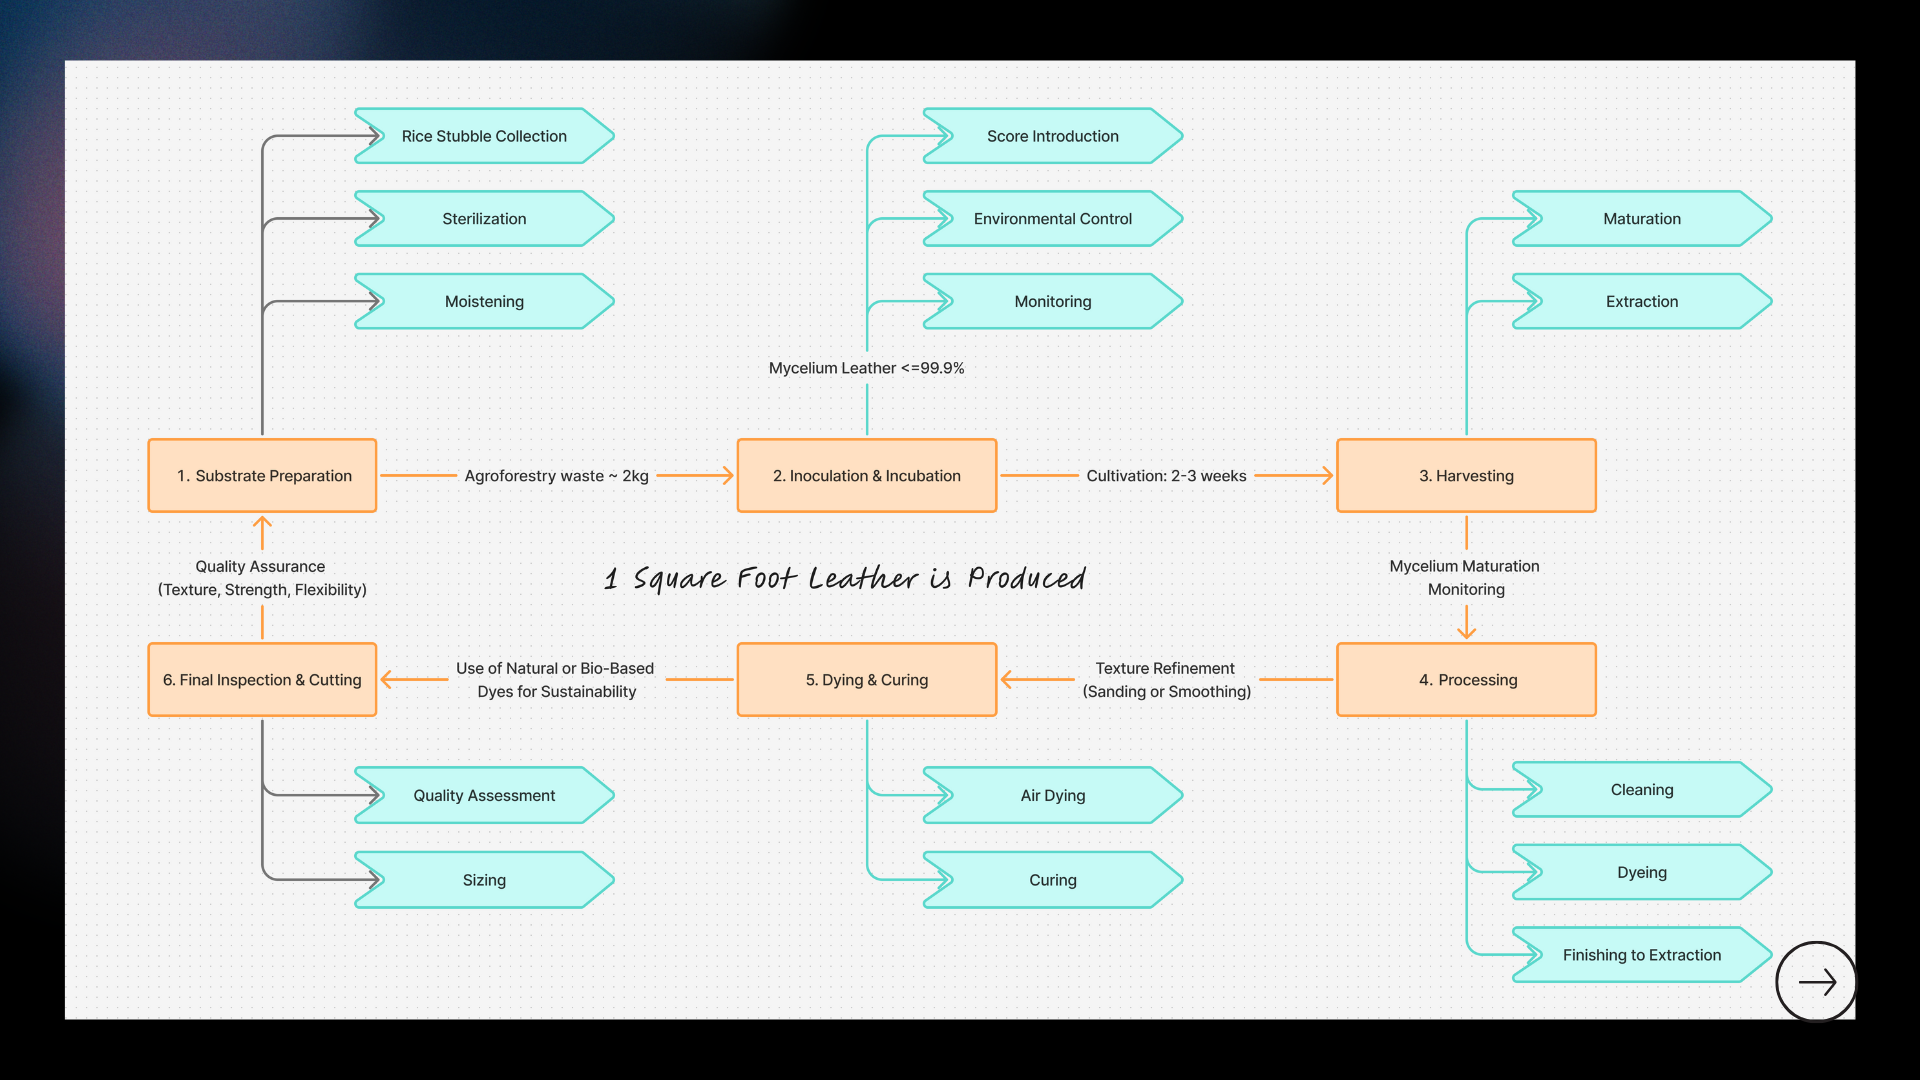 Rice Stubble Collection
Score Introduction
Sterilization
Environmental Control
Maturation
Moistening
Monitoring
Extraction
Mycelium Leather <=99.9%
1. Substrate Preparation
Agroforestry waste ~ 2kg
2. Inoculation & Incubation
Cultivation: 2-3 weeks
3. Harvesting
Quality Assurance
(Texture, Strength, Flexibility)
1 Square Foot Leather is Produced
Mycelium Maturation
Monitoring
6. Final Inspection & Cutting
Use of Natural or Bio-Based
Dyes for Sustainability
5. Dying & Curing
Texture Refinement
(Sanding or Smoothing)
4. Processing
Quality Assessment
Air Dying
Cleaning
Sizing
Curing
Dyeing
Finishing to Extraction